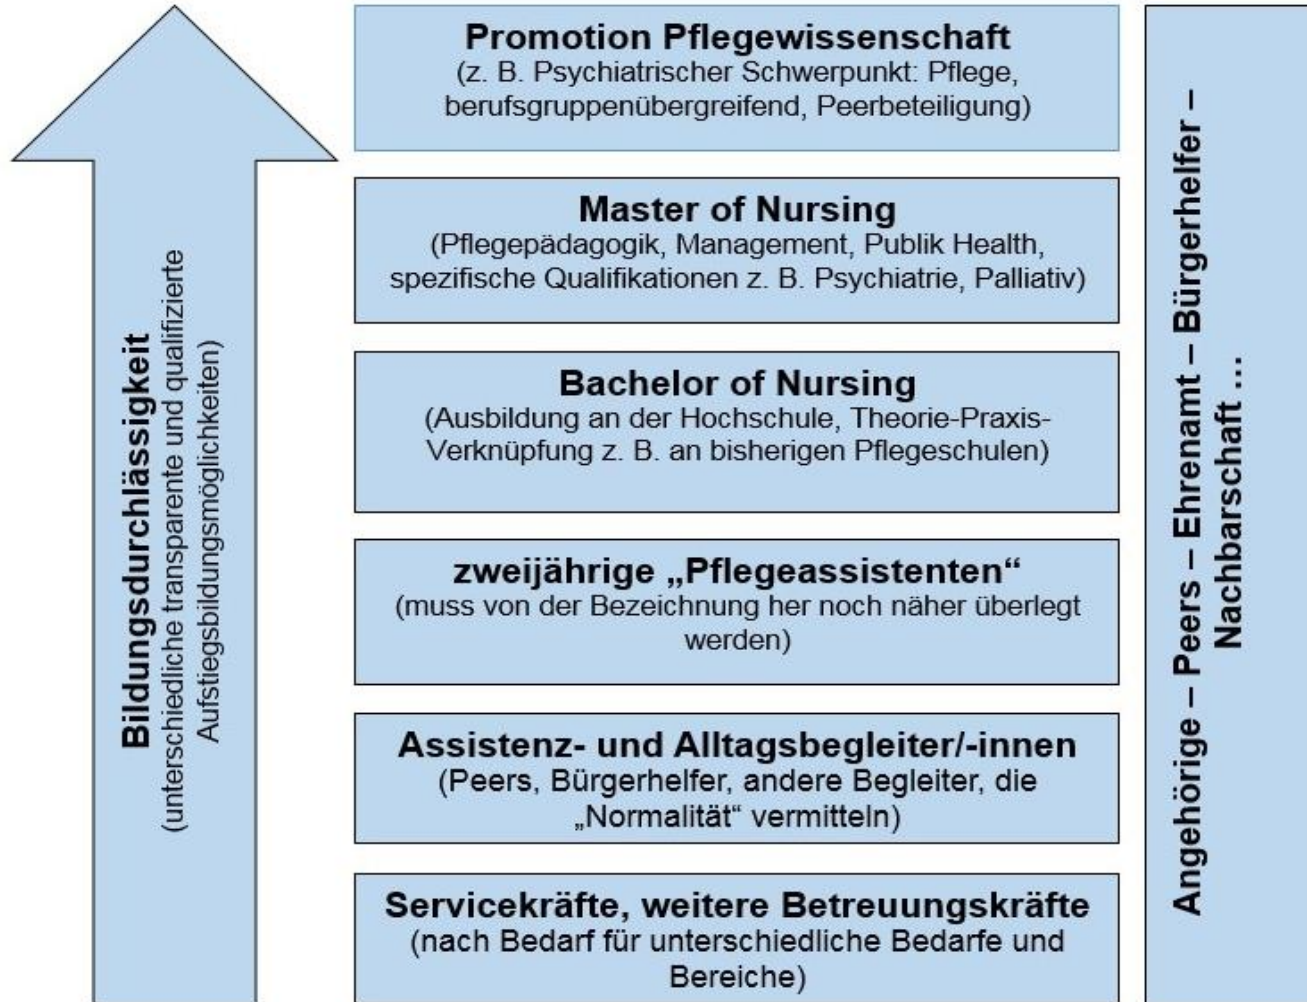 Bildungsdurchlässigkeit
(unterschiedliche transparente und qualifizierte
Aufstiegsbildungsmöglichkeiten)
Promotion Pflegewissenschaft
(z. B. Psychiatrischer Schwerpunkt: Pflege,
berufsgruppenübergreifend, Peerbeteiligung)
Master of Nursing
(Pflegepädagogik, Management, Publik Health,
spezifische Qualifikationen z. B. Psychiatrie, Palliativ)
Bachelor of Nursing
(Ausbildung an der Hochschule, Theorie-Praxis-
Verknüpfung z. B. an bisherigen Pflegeschulen)
zweijährige „Pflegeassistenten“
(muss von der Bezeichnung her noch näher überlegt
werden)
Assistenz- und Alltagsbegleiter/-innen
(Peers, Bürgerhelfer, andere Begleiter, die
„Normalität“ vermitteln)
Servicekräfte, weitere Betreuungskräfte
(nach Bedarf für unterschiedliche Bedarfe und
Bereiche)
Angehörige – Peers – Ehrenamt – Bürgerhelfer –
Nachbarschaft ...